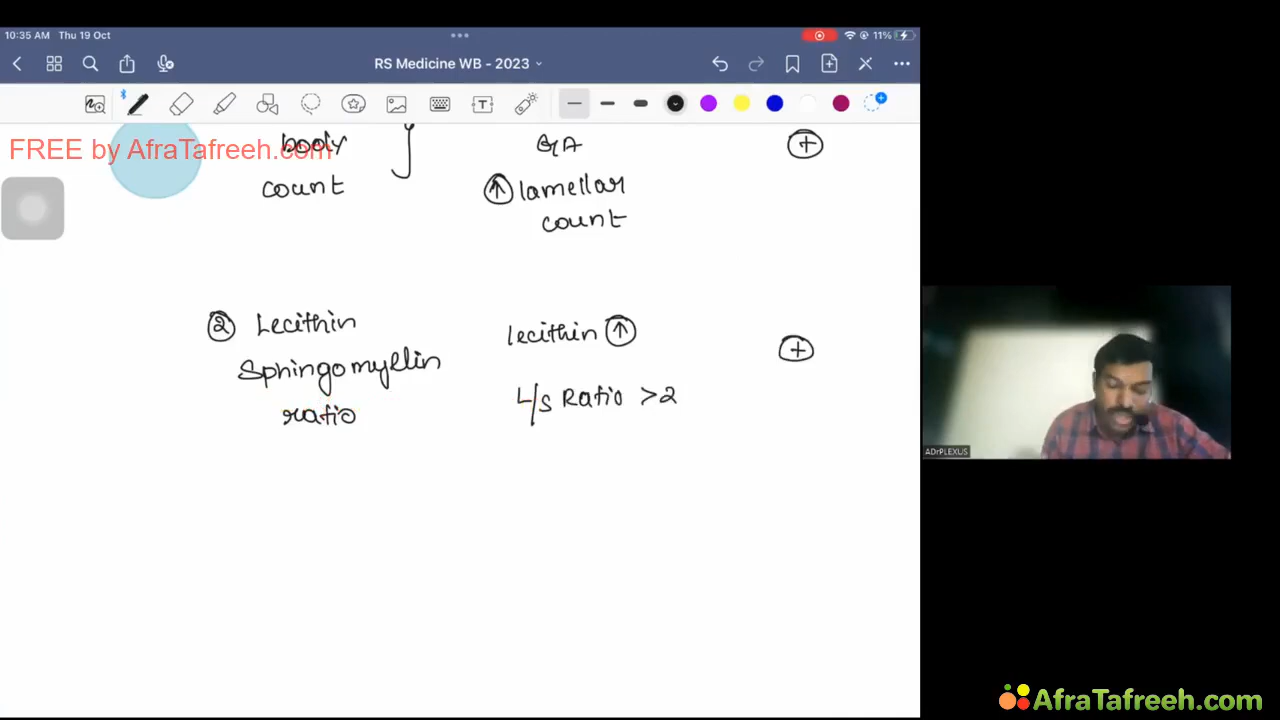 10:35 AM Thu 19 Oct
11%
RS Medicine WB - 2023
T
FREE by AfraTafreeh.com
body
count
GA
↑ lamellar
count
+
② Lecithin
Sphingomyllin
ratio
lecithin ↑
L/S Ratio >2
+
ADrPLEXUS
AfraTafreeh.com